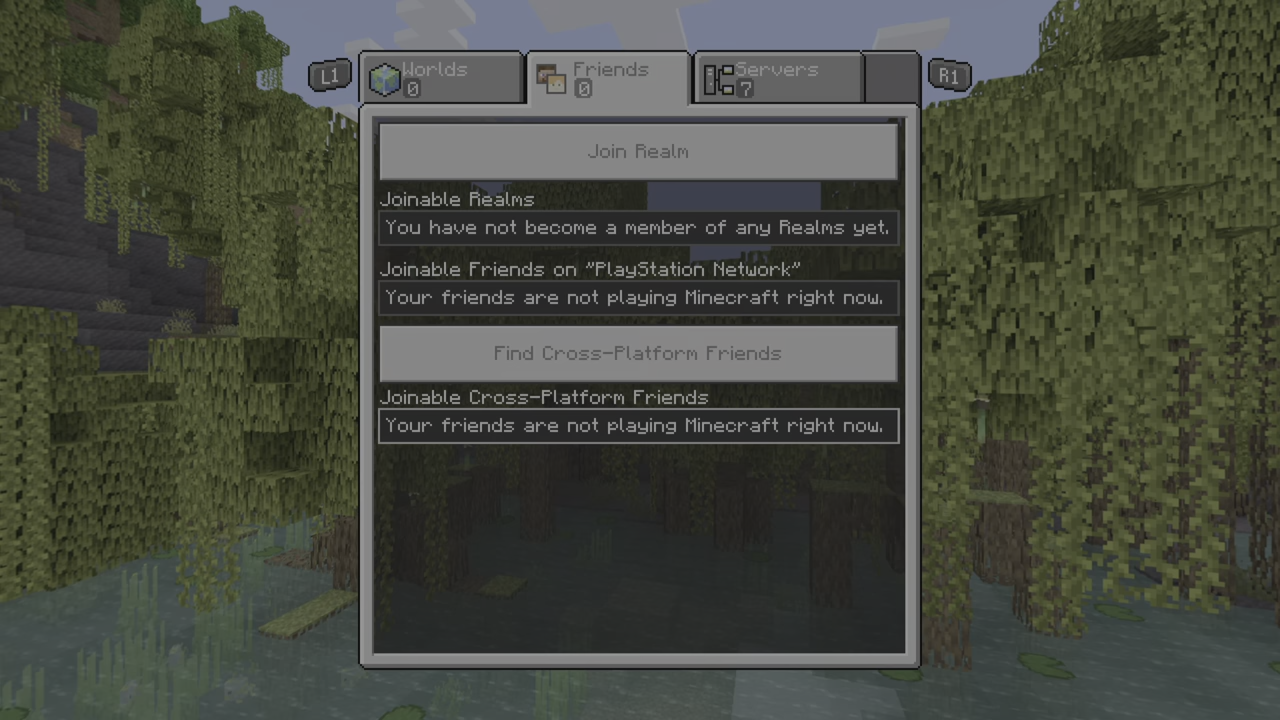 L1
Worlds
0
Friends
0
Servers
7
R1
Join Realm
Joinable Realms
You have not become a member of any Realms yet.
Joinable Friends on "PlayStation Network"
Your friends are not playing Minecraft right now.
Find Cross-Platform Friends
Joinable Cross-Platform Friends
Your friends are not playing Minecraft right now.